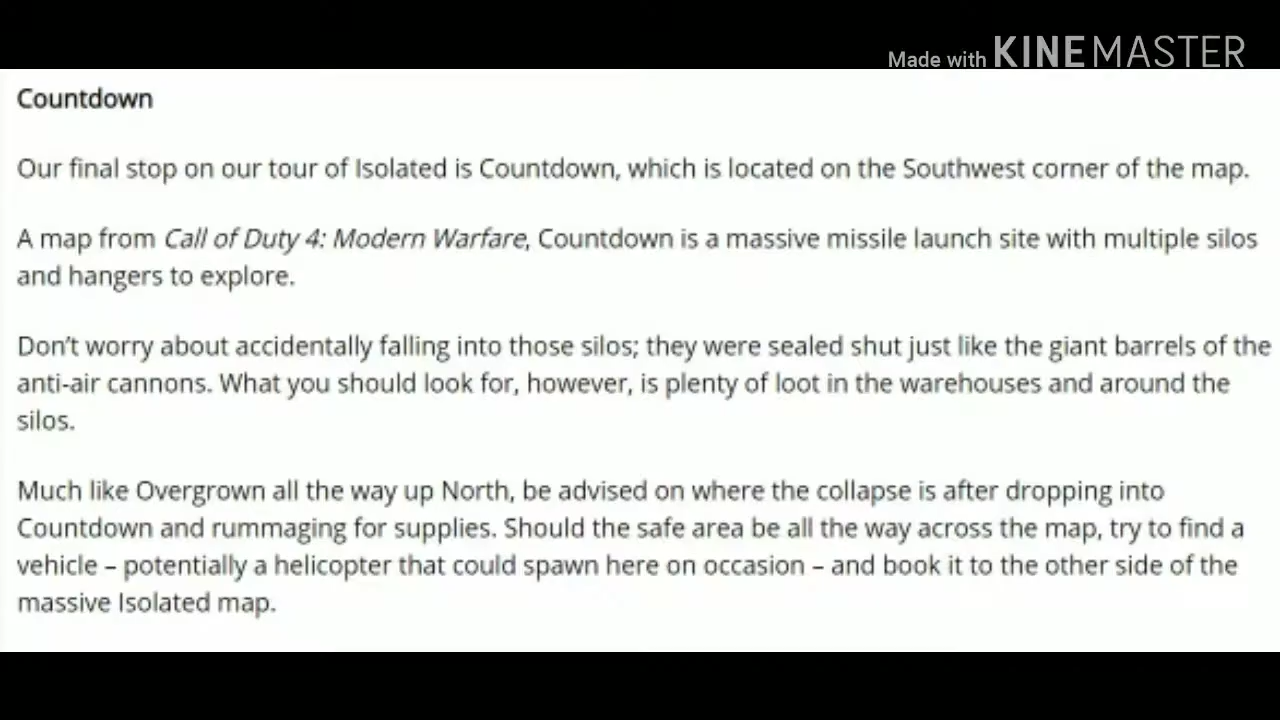 Made with KINEMASTER
Countdown
Our final stop on our tour of Isolated is Countdown, which is located on the Southwest corner of the map.
A map from Call of Duty 4: Modern Warfare, Countdown is a massive missile launch site with multiple silos
and hangers to explore.
Don't worry about accidentally falling into those silos; they were sealed shut just like the giant barrels of the
anti-air cannons. What you should look for, however, is plenty of loot in the warehouses and around the
silos.
Much like Overgrown all the way up North, be advised on where the collapse is after dropping into
Countdown and rummaging for supplies. Should the safe area be all the way across the map, try to find a
vehicle – potentially a helicopter that could spawn here on occasion – and book it to the other side of the
massive Isolated map.